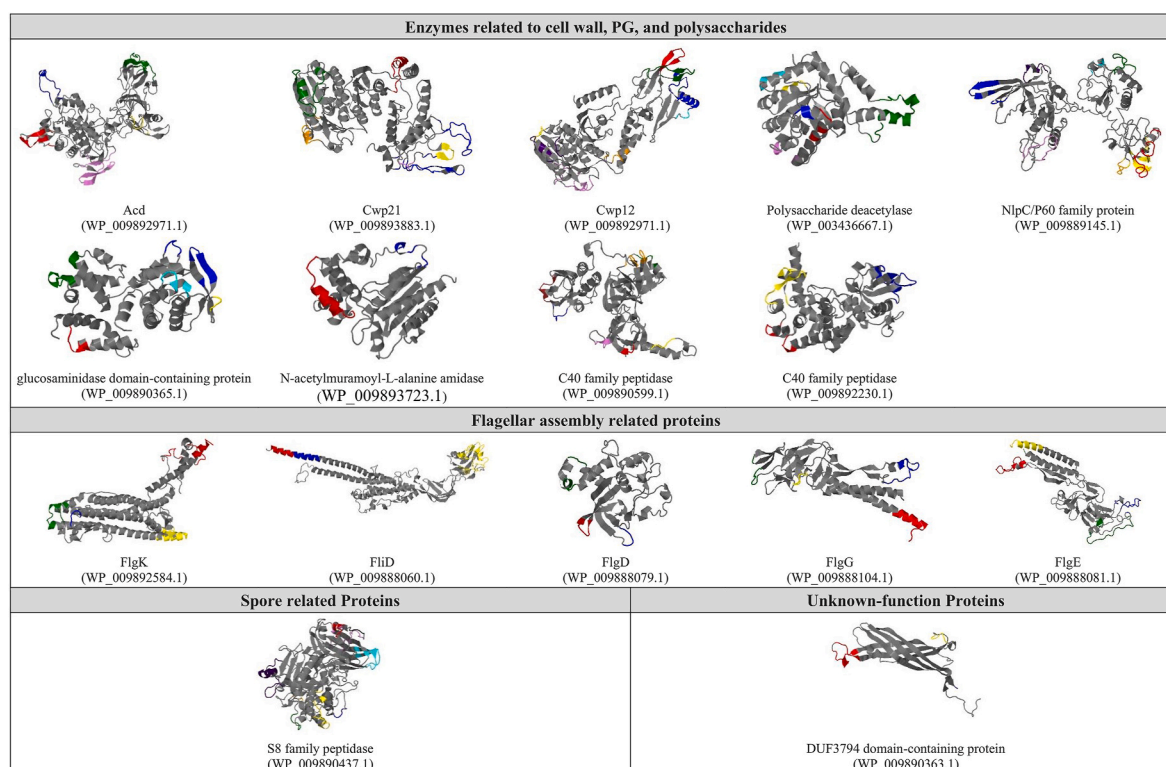 Enzymes related to cell wall, PG, and polysaccharides
Acd
(WP_009892971.1)
Cwp21
(WP_009893883.1)
Cwp12
(WP_009892971.1)
Polysaccharide deacetylase
(WP_003436667.1)
NlpC/P60 family protein
(WP_009889145.1)
glucosaminidase domain-containing protein
(WP_009890365.1)
N-acetylmuramoyl-L-alanine amidase
(WP_009893723.1)
C40 family peptidase
(WP_009890599.1)
C40 family peptidase
(WP_009892230.1)
Flagellar assembly related proteins
FlgK
(WP_009892584.1)
FliD
(WP_009888060.1)
FlgD
(WP_009888079.1)
FlgG
(WP_009888104.1)
FlgE
(WP_009888081.1)
Spore related Proteins
Unknown-function Proteins
S8 family peptidase
(WP_009890437.1)
DUF3794 domain-containing protein
(WP_009890363.1)